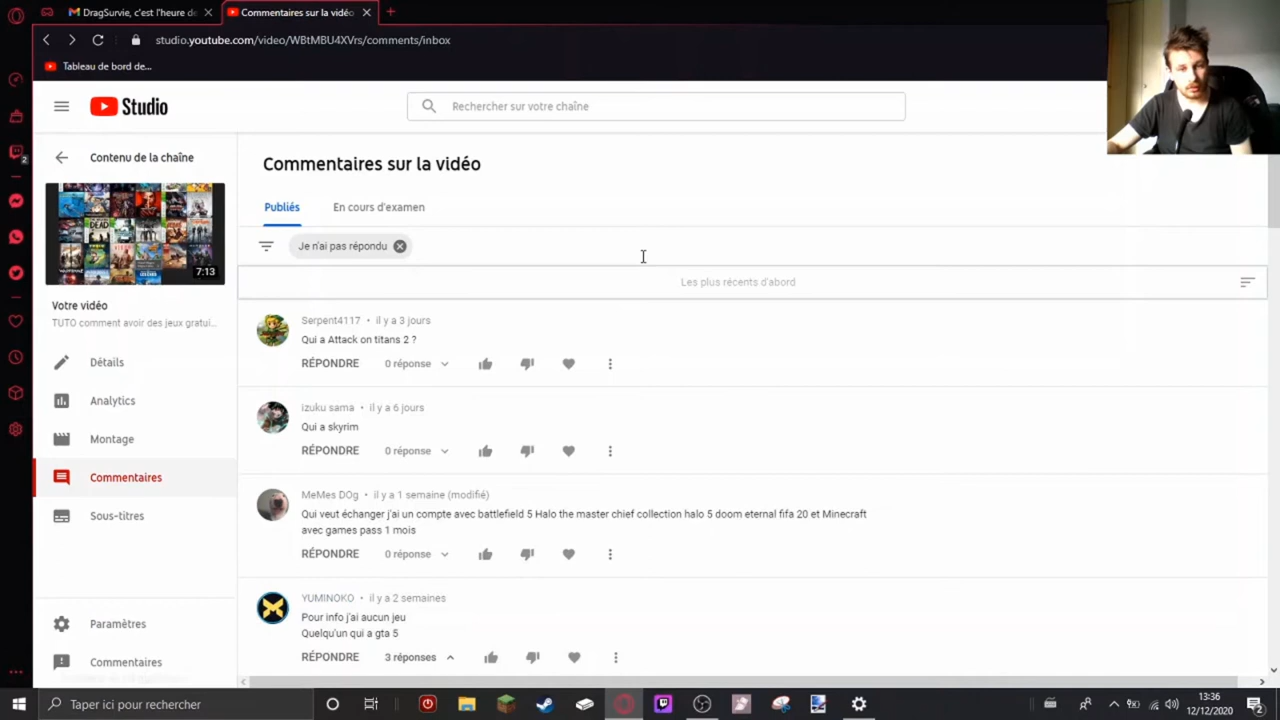 DragSurvie, c'est l'heure de
Commentaires sur la vidéo
studio.youtube.com/video/WBtMBU4XVrs/comments/inbox
Tableau de bord de...
Studio
Rechercher sur votre chaîne
Contenu de la chaîne
7:13
Votre vidéo
TUTO comment avoir des jeux gratui...
Détails
Analytics
Montage
Commentaires
Sous-titres
Paramètres
Commentaires
Commentaires sur la vidéo
Publiés
En cours d'examen
Je n'ai pas répondu
Les plus récents d'abord
Serpent4117 • il y a 3 jours
Qui a Attack on titans 2 ?
RÉPONDRE 0 réponse
izuku sama • il y a 6 jours
Qui a skyrim
RÉPONDRE 0 réponse
MeMes DOg • il y a 1 semaine (modifié)
Qui veut échanger j'ai un compte avec battlefield 5 Halo the master chief collection halo 5 doom eternal fifa 20 et Minecraft
avec games pass 1 mois
RÉPONDRE 0 réponse
YUMINOKO • il y a 2 semaines
Pour info j'ai aucun jeu
Quelqu'un qui a gta 5
RÉPONDRE 3 réponses
2
Taper ici pour rechercher
13:36
12/12/2020
2